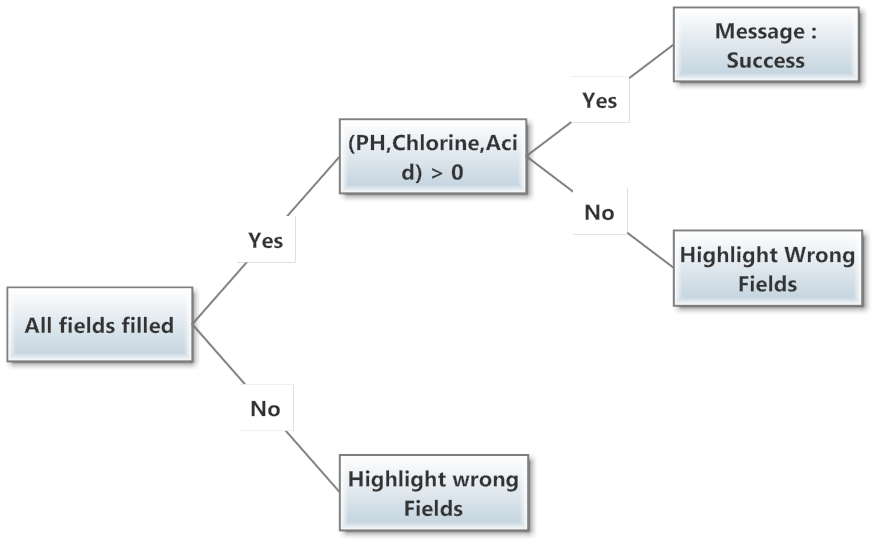 Message :
Success
Yes
(PH,Chlorine,Aci
d) > 0
No
Yes
Highlight Wrong
Fields
All fields filled
No
Highlight wrong
Fields